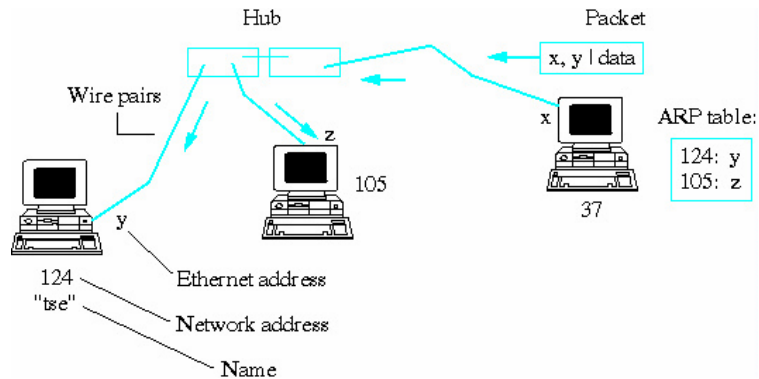 Hub
Packet
x, y | data
Wire pairs
x
ARP table:
z
124: y
105: z
105
37
y
124
Ethernet address
"tse"
Network address
Name